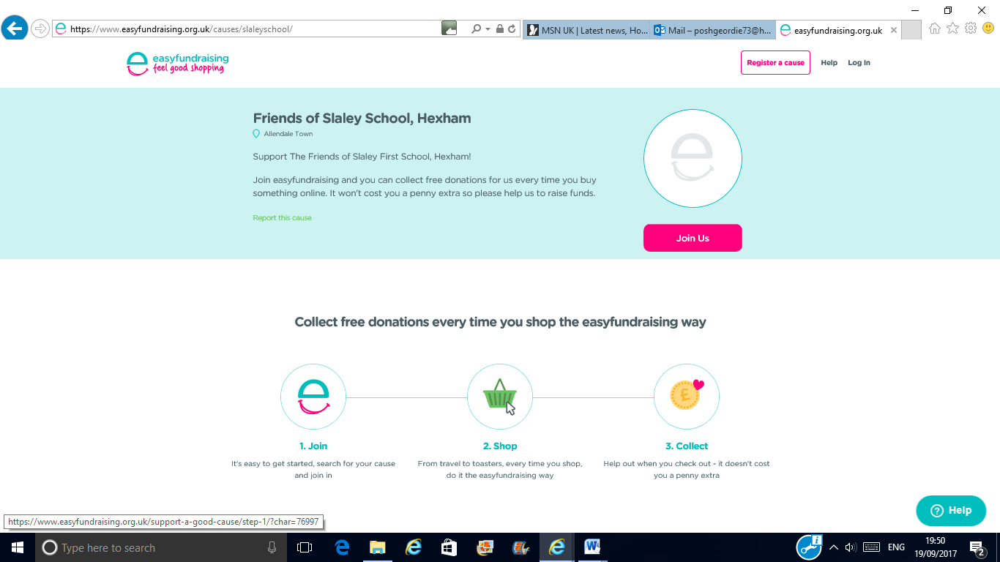 https://www.easyfundraising.org.uk/causes/slaleyschool/
MSN UK | Latest news, Ho...
Mail – poshgeordie73@h...
easyfundraising.org.uk
easyfundraising
feel good shopping
Register a cause
Help
Log In
Friends of Slaley School, Hexham
Allendale Town
Support The Friends of Slaley First School, Hexham!
Join easyfundraising and you can collect free donations for us every time you buy
something online. It won't cost you a penny extra so please help us to raise funds.
Report this cause
Join Us
Collect free donations every time you shop the easyfundraising way
1. Join
It's easy to get started, search for your cause
and join in
2. Shop
From travel to toasters, every time you shop,
do it the easyfundraising way
3. Collect
Help out when you check out - it doesn't cost
you a penny extra
Help
https://www.easyfundraising.org.uk/support-a-good-cause/step-1/?char=76997
Type here to search
ENG
19:50
19/09/2017
2